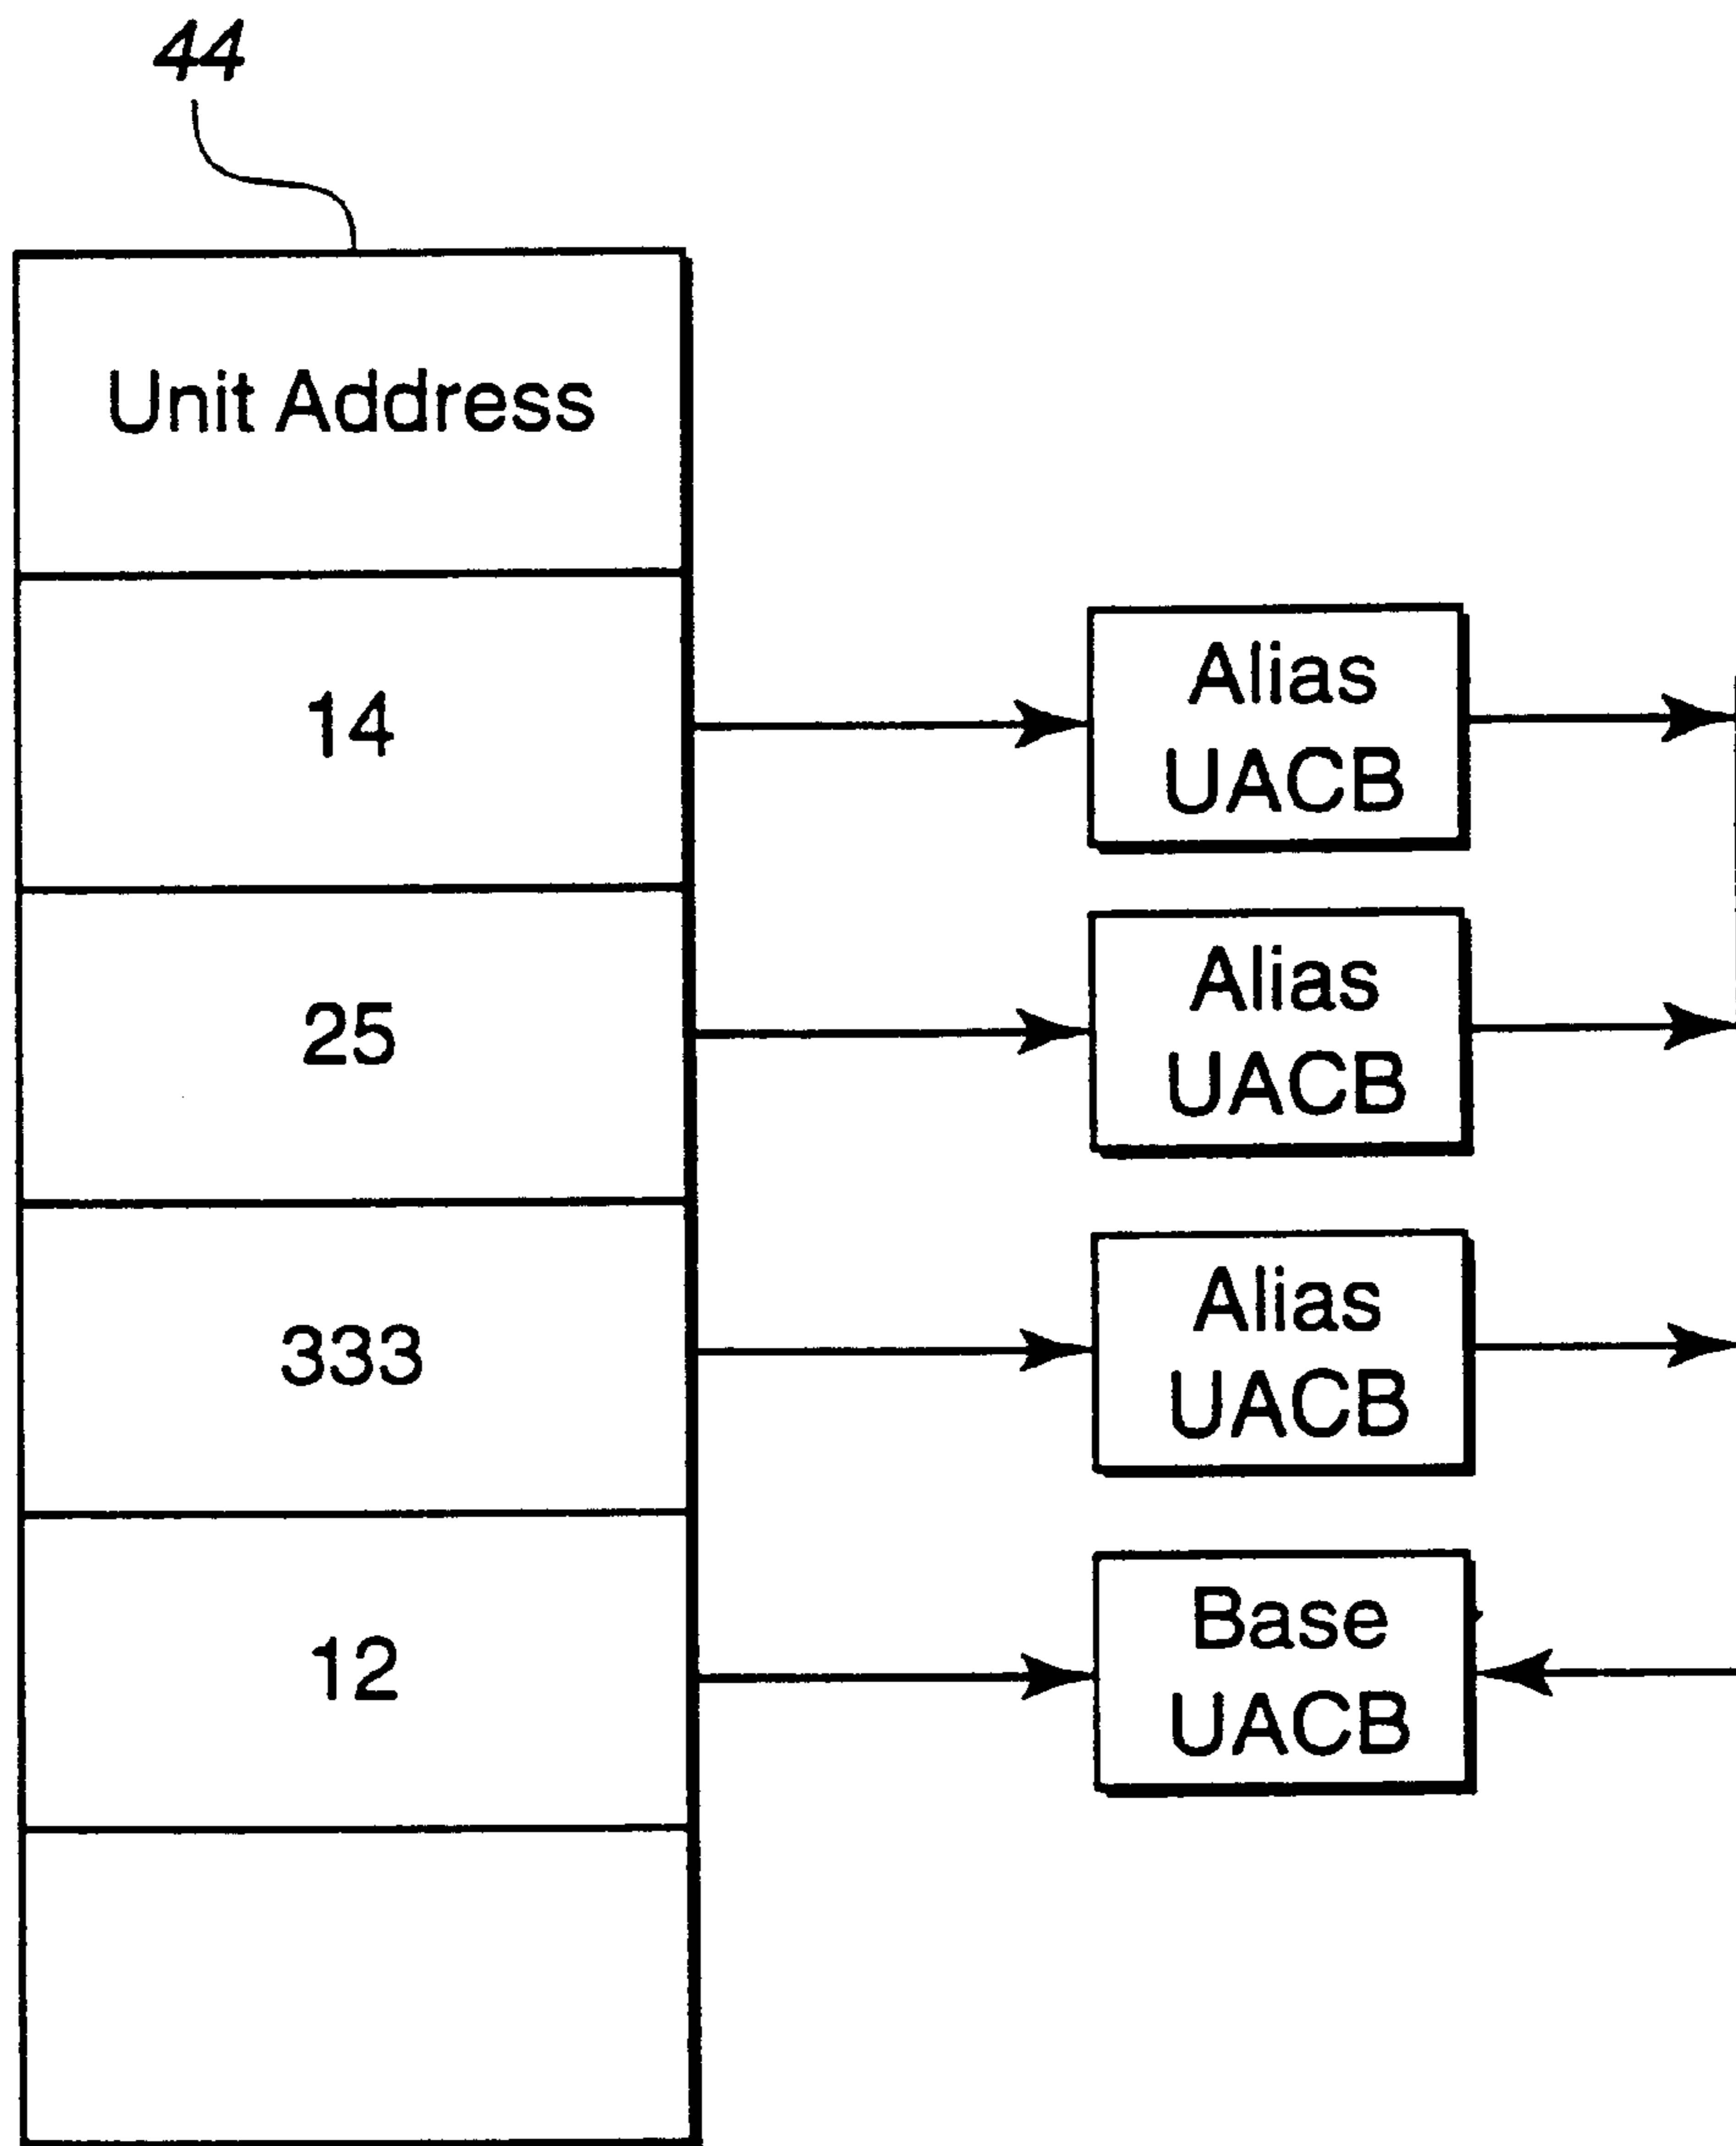 44
Unit Address
14
Alias
UACB
25
Alias
UACB
333
Alias
UACB
12
Base
UACB